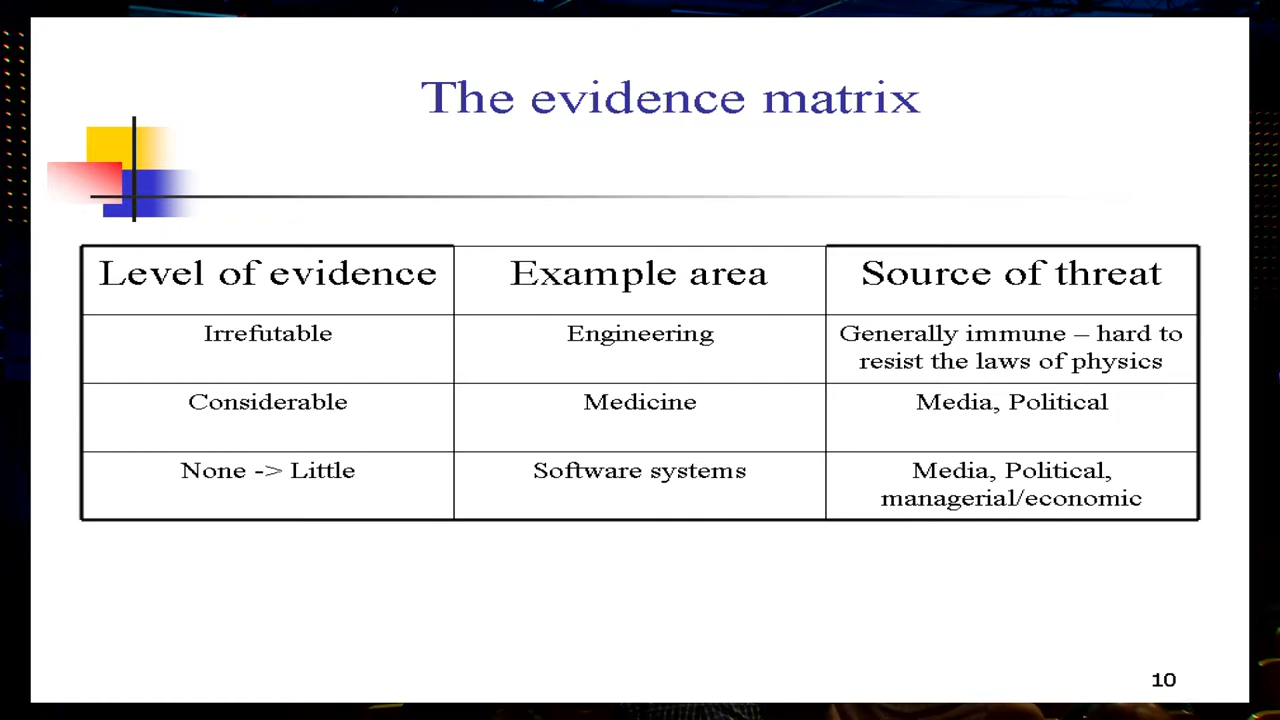 The evidence matrix
Level of evidence
Example area
Source of threat
Irrefutable
Engineering
Generally immune – hard to
resist the laws of physics
Considerable
Medicine
Media, Political
None -> Little
Software systems
Media, Political,
managerial/economic
10